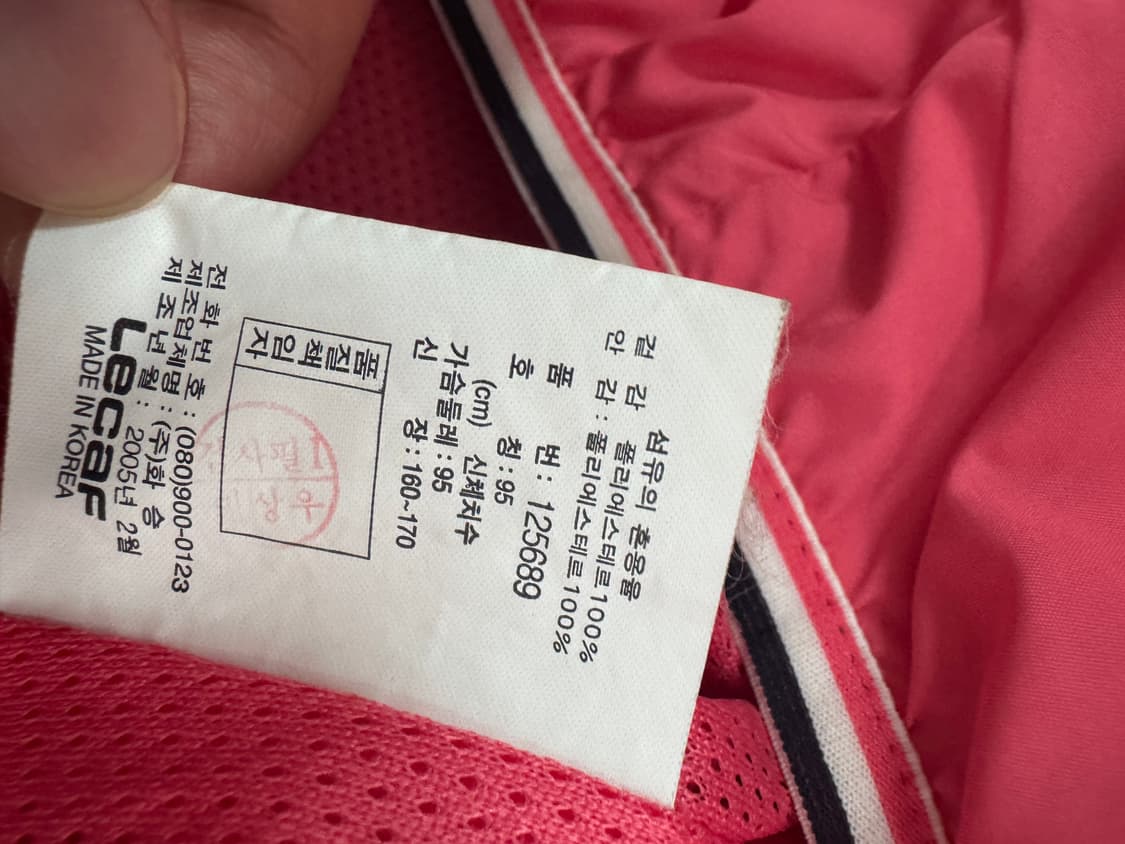 섬유의 혼용율
겉 감 폴리에스테르100%
안 감 : 폴리에스테르100%
품 번 : 125689
호 칭 : 95
(cm) 신체치수
가슴둘레 : 95
신 장 : 160~170
품질책임자
검사필
전 화 번 호 : (080)900-0123
제조업체명 : (주)화 승
제 조 년 월 : 2005년 2월
Lecaf
MADE IN KOREA